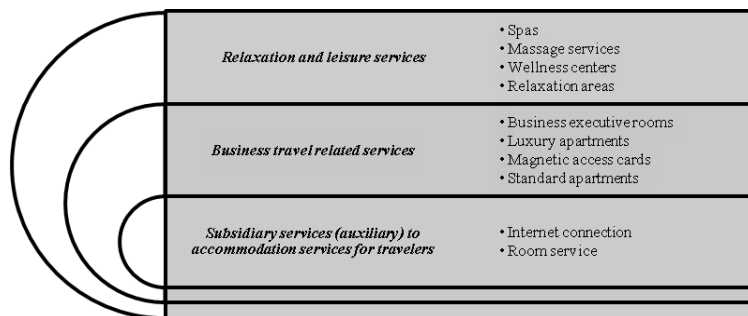 Relaxation and leisure services
• Spas
• Massage services
• Wellness centers
• Relaxation areas
Business travel related services
• Business executive rooms
• Luxury apartments
• Magnetic access cards
• Standard apartments
Subsidiary services (auxiliary) to
accommodation services for travelers
• Internet connection
• Room service